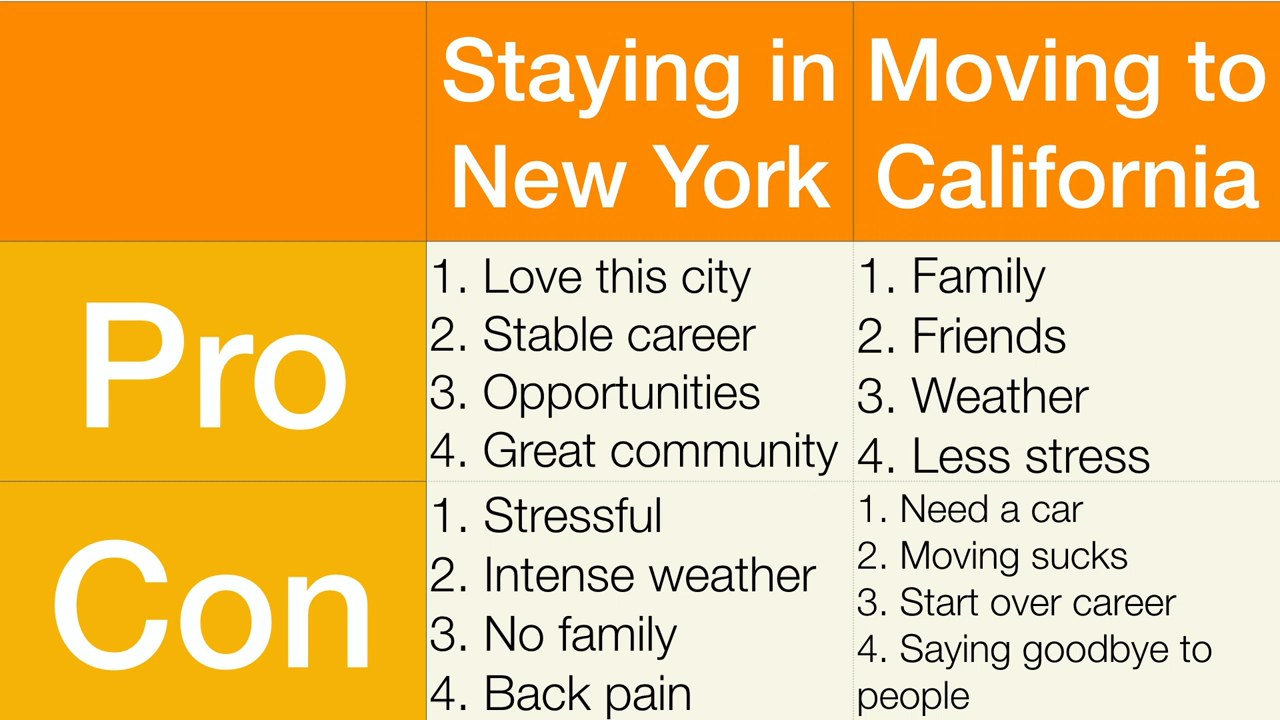 Staying in
New York
Moving to
California
Pro
1. Love this city
2. Stable career
3. Opportunities
4. Great community
1. Family
2. Friends
3. Weather
4. Less stress
Con
1. Stressful
2. Intense weather
3. No family
4. Back pain
1. Need a car
2. Moving sucks
3. Start over career
4. Saying goodbye to
people